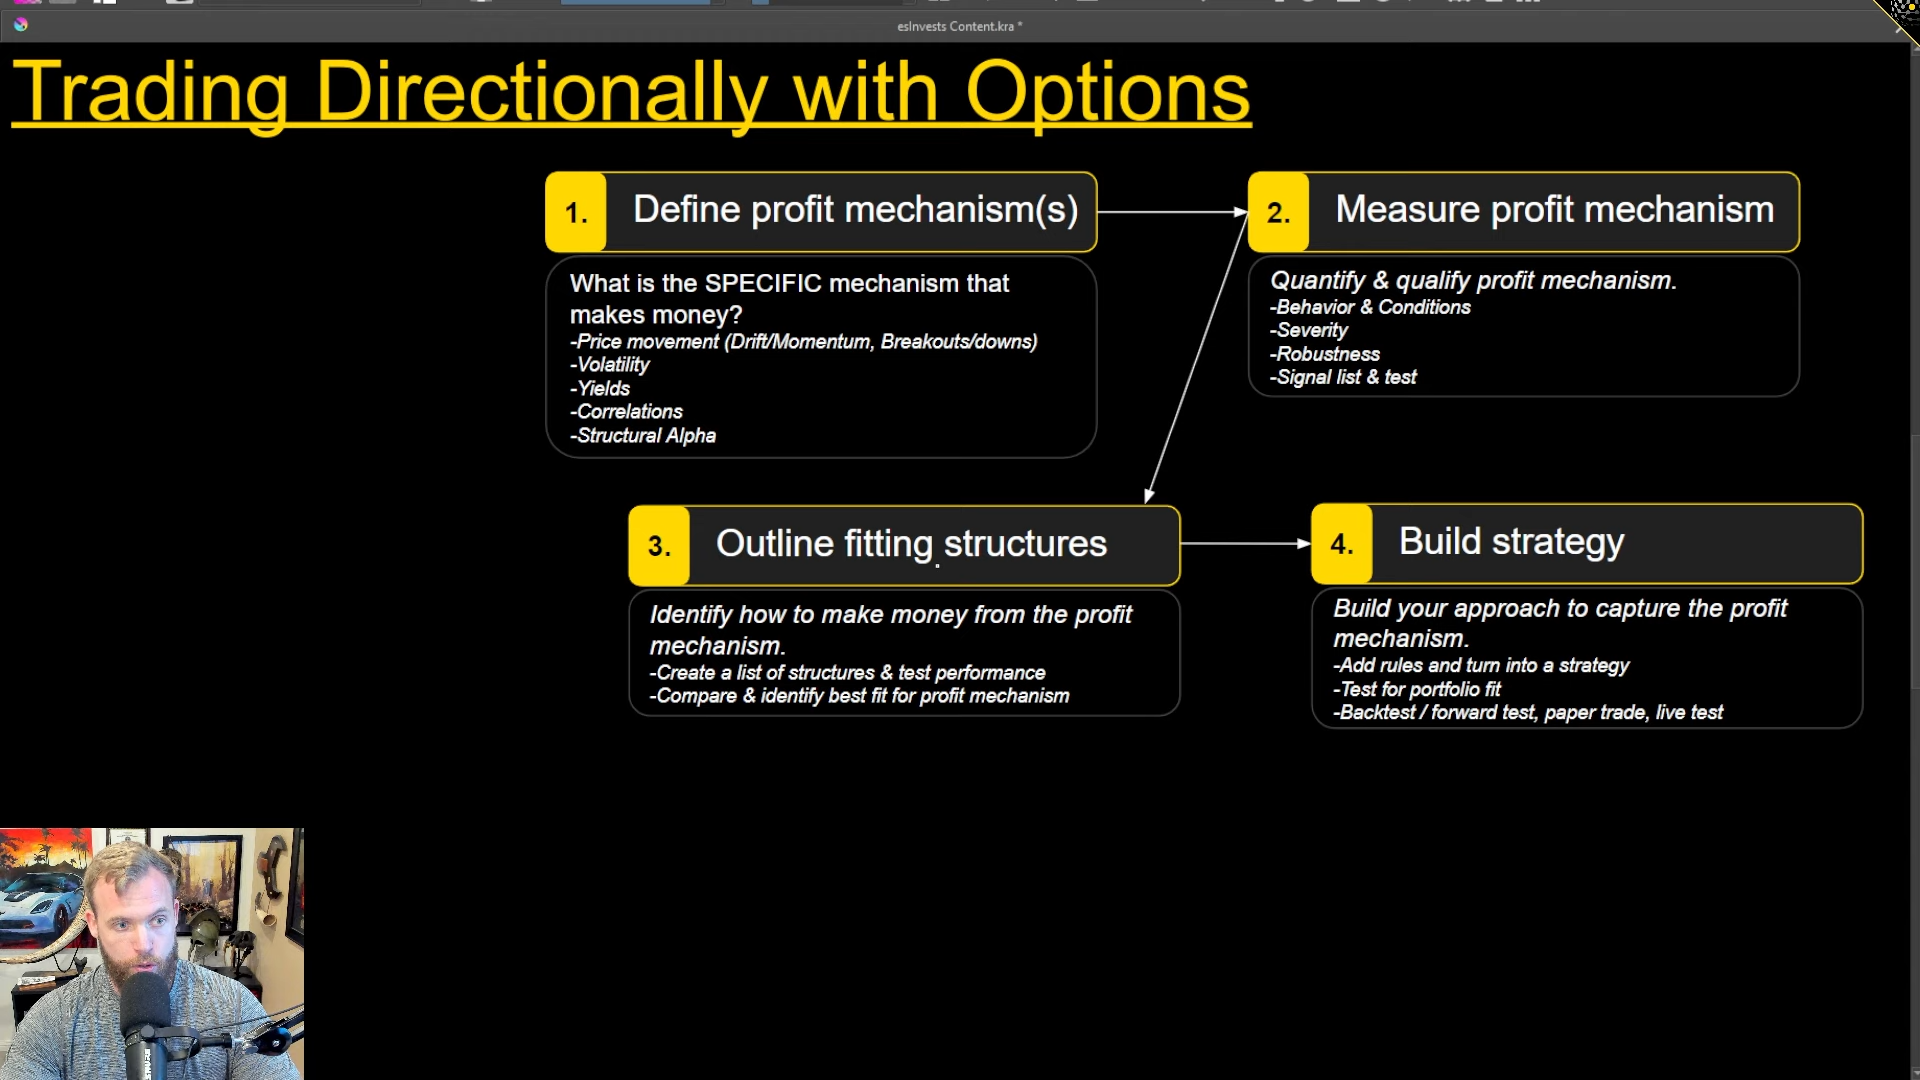 esInvests Content.kra *
Trading Directionally with Options
1. Define profit mechanism(s)
What is the SPECIFIC mechanism that
makes money?
-Price movement (Drift/Momentum, Breakouts/downs)
-Volatility
-Yields
-Correlations
-Structural Alpha
2. Measure profit mechanism
Quantify & qualify profit mechanism.
-Behavior & Conditions
-Severity
-Robustness
-Signal list & test
3. Outline fitting structures
Identify how to make money from the profit
mechanism.
-Create a list of structures & test performance
-Compare & identify best fit for profit mechanism
4. Build strategy
Build your approach to capture the profit
mechanism.
-Add rules and turn into a strategy
-Test for portfolio fit
-Backtest / forward test, paper trade, live test